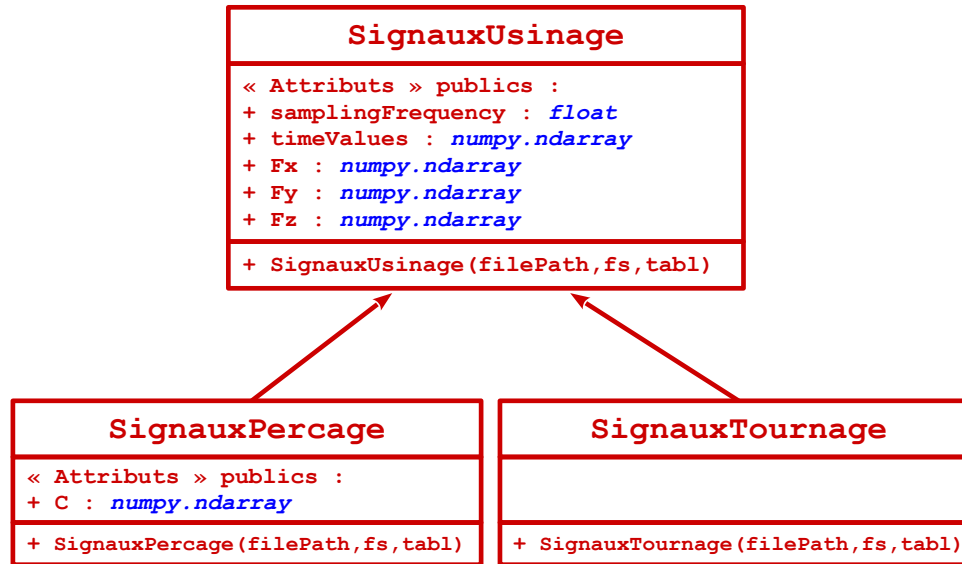 SignauxUsinage
« Attributs » publics :
+ samplingFrequency : float
+ timeValues : numpy.ndarray
+ Fx : numpy.ndarray
+ Fy : numpy.ndarray
+ Fz : numpy.ndarray
+ SignauxUsinage(filePath,fs,tabl)
SignauxPercage
« Attributs » publics :
+ C : numpy.ndarray
+ SignauxPercage(filePath,fs,tabl)
SignauxTournage
+ SignauxTournage(filePath,fs,tabl)